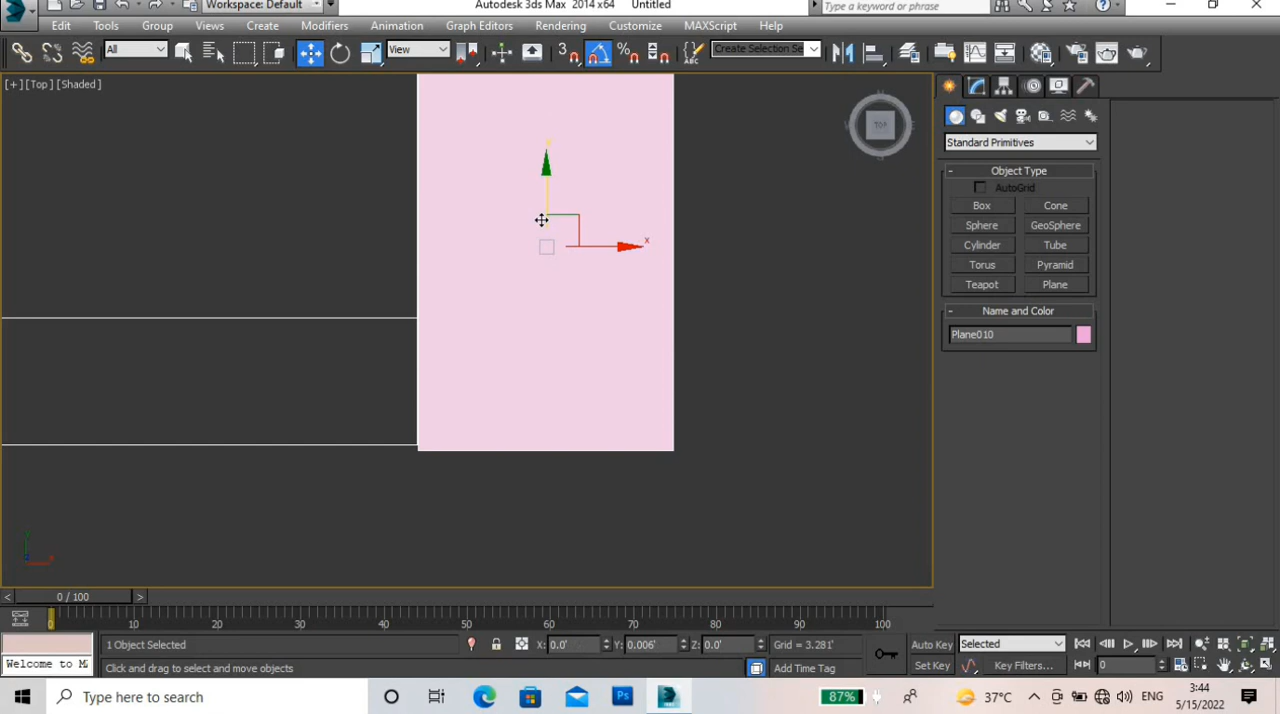 Workspace: Default
Autodesk 3ds Max 2014 x64 Untitled
Type a keyword or phrase
Edit Tools Group Views Create Modifiers Animation Graph Editors Rendering Customize MAXScript Help
All
View
3
%
ABC
Create Selection Se
[+] [Top] [Shaded]
TOP
Standard Primitives
- Object Type
AutoGrid
Box Cone
Sphere GeoSphere
Cylinder Tube
Torus Pyramid
Teapot Plane
- Name and Color
Plane010
x
< 0 / 100 >
0 10 20 30 40 50 60 70 80 90 100
1 Object Selected
X: 0.0' Y: 0.006' Z: 0.0'
Grid = 3.281'
Auto Key Selected
Welcome to M
Click and drag to select and move objects
Add Time Tag
Set Key Key Filters...
0
Type here to search
Ps
87%
37°C
ENG
3:44
5/15/2022